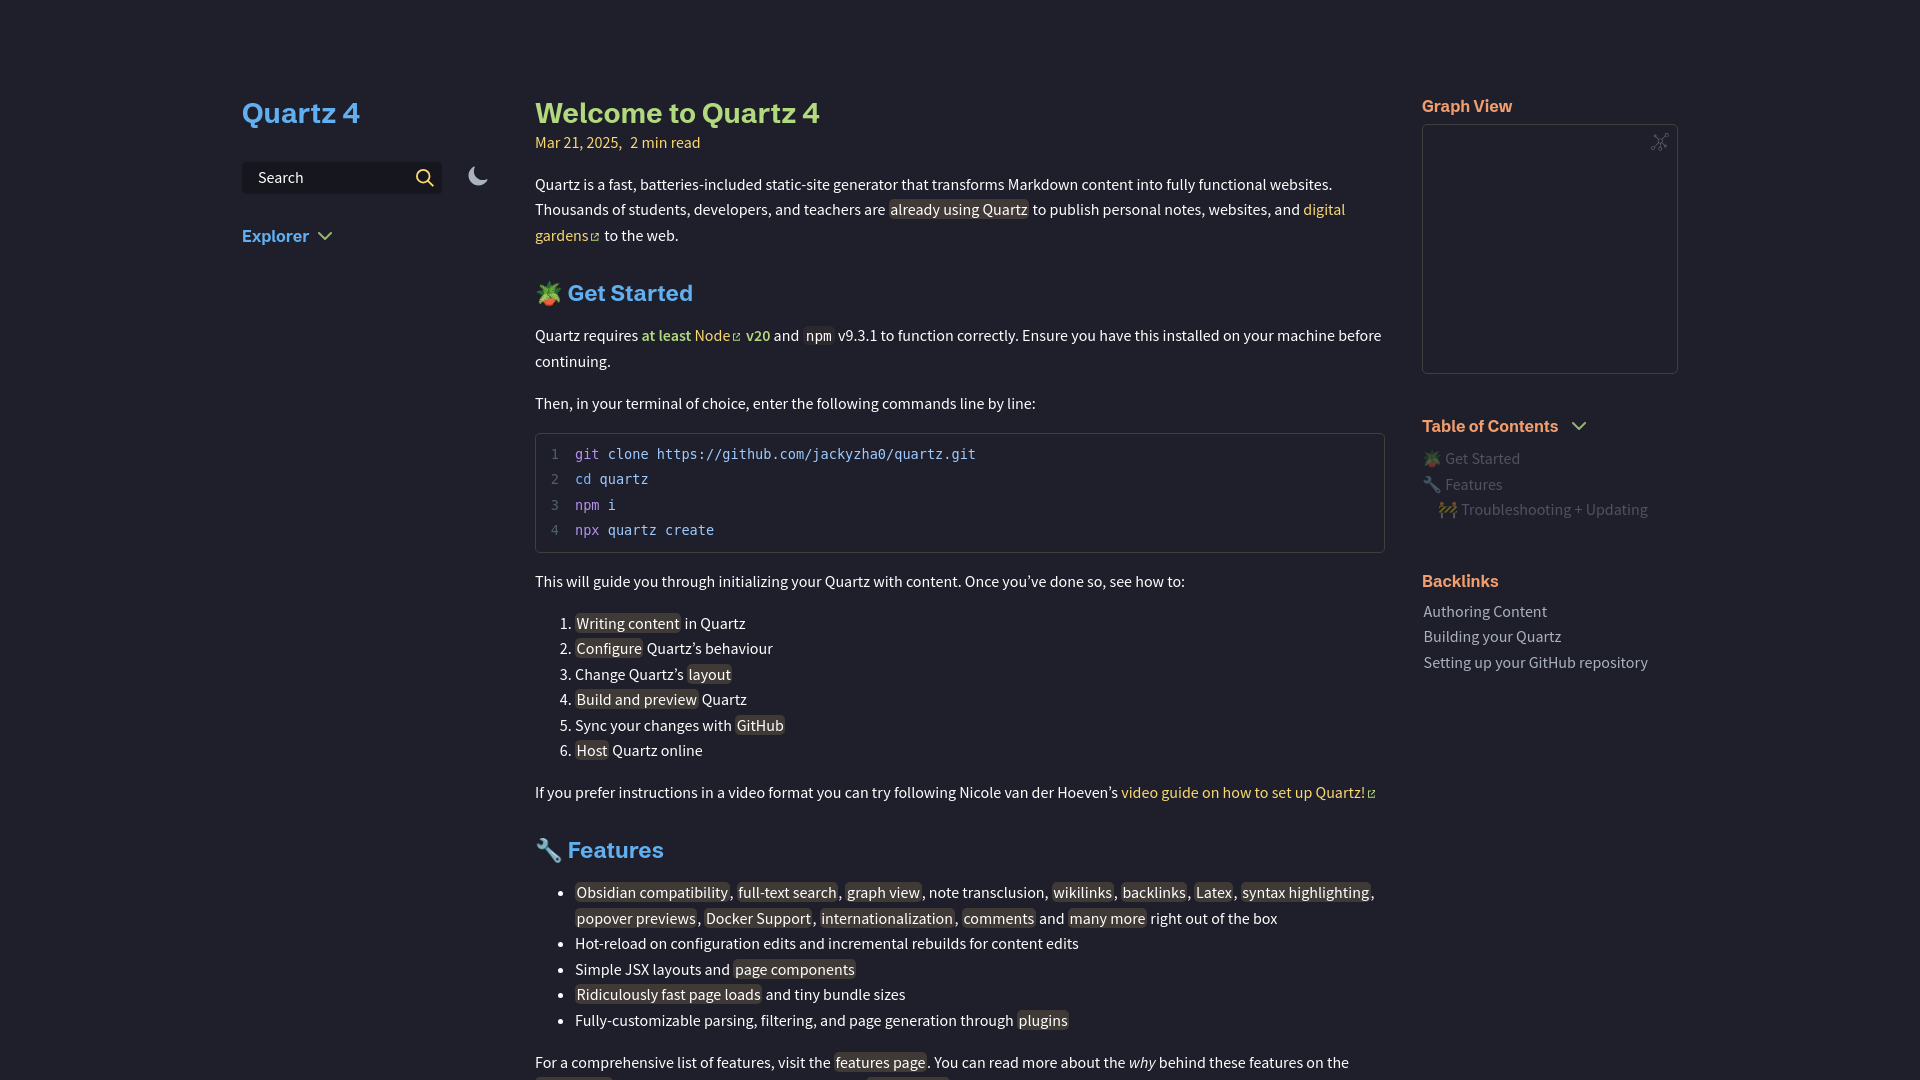 Quartz 4
Search
Explorer
Welcome to Quartz 4
Mar 21, 2025, 2 min read
Quartz is a fast, batteries-included static-site generator that transforms Markdown content into fully functional websites.
Thousands of students, developers, and teachers are already using Quartz to publish personal notes, websites, and digital
gardens to the web.
🪴 Get Started
Quartz requires at least Node v20 and npm v9.3.1 to function correctly. Ensure you have this installed on your machine before
continuing.
Then, in your terminal of choice, enter the following commands line by line:
1 git clone https://github.com/jackyzha0/quartz.git
2 cd quartz
3 npm i
4 npx quartz create
This will guide you through initializing your Quartz with content. Once you’ve done so, see how to:
1. Writing content in Quartz
2. Configure Quartz’s behaviour
3. Change Quartz’s layout
4. Build and preview Quartz
5. Sync your changes with GitHub
6. Host Quartz online
If you prefer instructions in a video format you can try following Nicole van der Hoeven’s video guide on how to set up Quartz!
🔧 Features
• Obsidian compatibility, full-text search, graph view, note transclusion, wikilinks, backlinks, Latex, syntax highlighting,
popover previews, Docker Support, internationalization, comments and many more right out of the box
• Hot-reload on configuration edits and incremental rebuilds for content edits
• Simple JSX layouts and page components
• Ridiculously fast page loads and tiny bundle sizes
• Fully-customizable parsing, filtering, and page generation through plugins
For a comprehensive list of features, visit the features page. You can read more about the why behind these features on the
Graph View
Table of Contents
🪴 Get Started
🔧 Features
🚧 Troubleshooting + Updating
Backlinks
Authoring Content
Building your Quartz
Setting up your GitHub repository